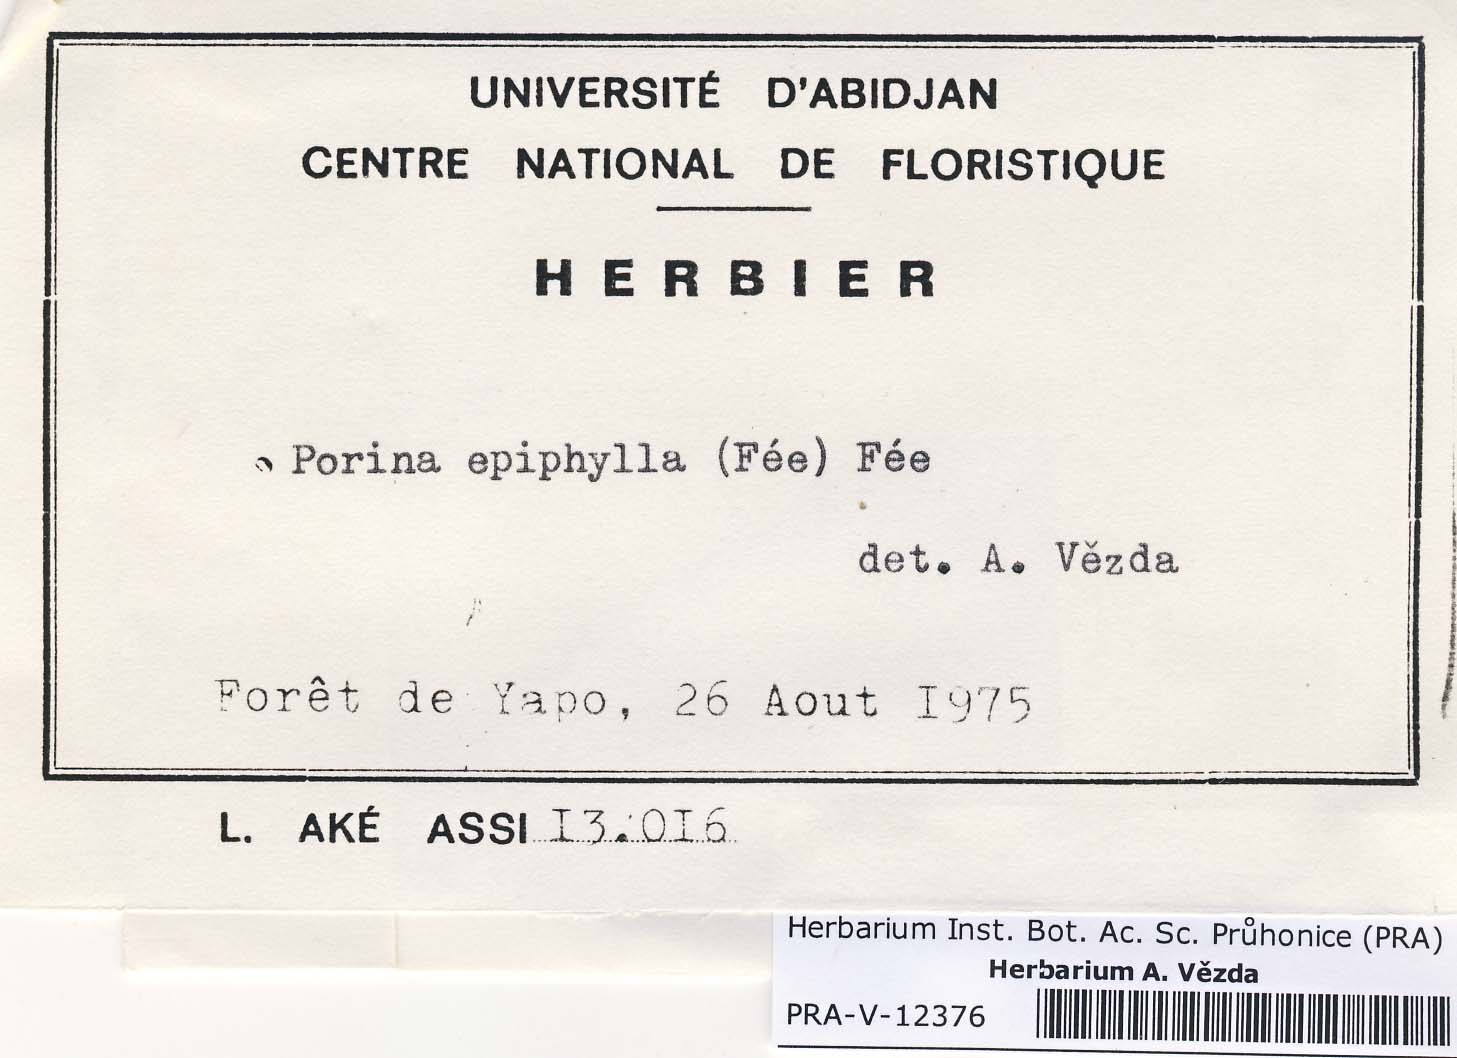 UNIVERSITÉ D'ABIDJAN
CENTRE NATIONAL DE FLORISTIQUE
HERBIER
Porina epiphylla (Fée) Fée
det. A. Vězda
Forêt de Yapo, 26 Aout I975
L. AKÉ ASSI I3.0I6
Herbarium Inst. Bot. Ac. Sc. Průhonice (PRA)
Herbarium A. Vězda
PRA-V-12376